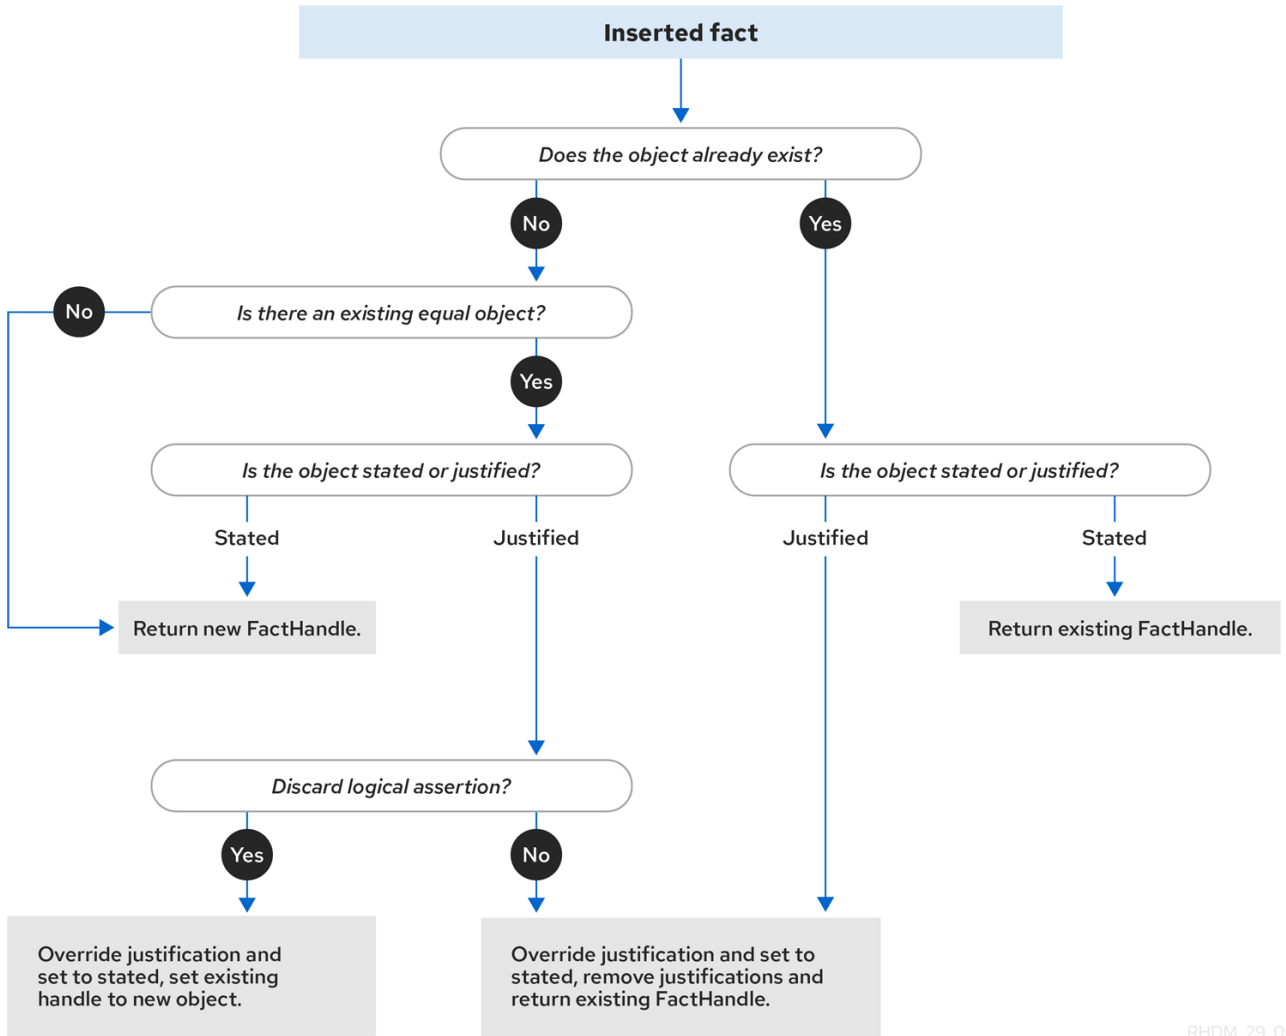 Inserted fact
Does the object already exist?
No
Yes
No
Is there an existing equal object?
Yes
Is the object stated or justified?
Is the object stated or justified?
Stated
Justified
Justified
Stated
Return new FactHandle.
Return existing FactHandle.
Discard logical assertion?
Yes
No
Override justification and
set to stated, set existing
handle to new object.
Override justification and set to
stated, remove justifications and
return existing FactHandle.